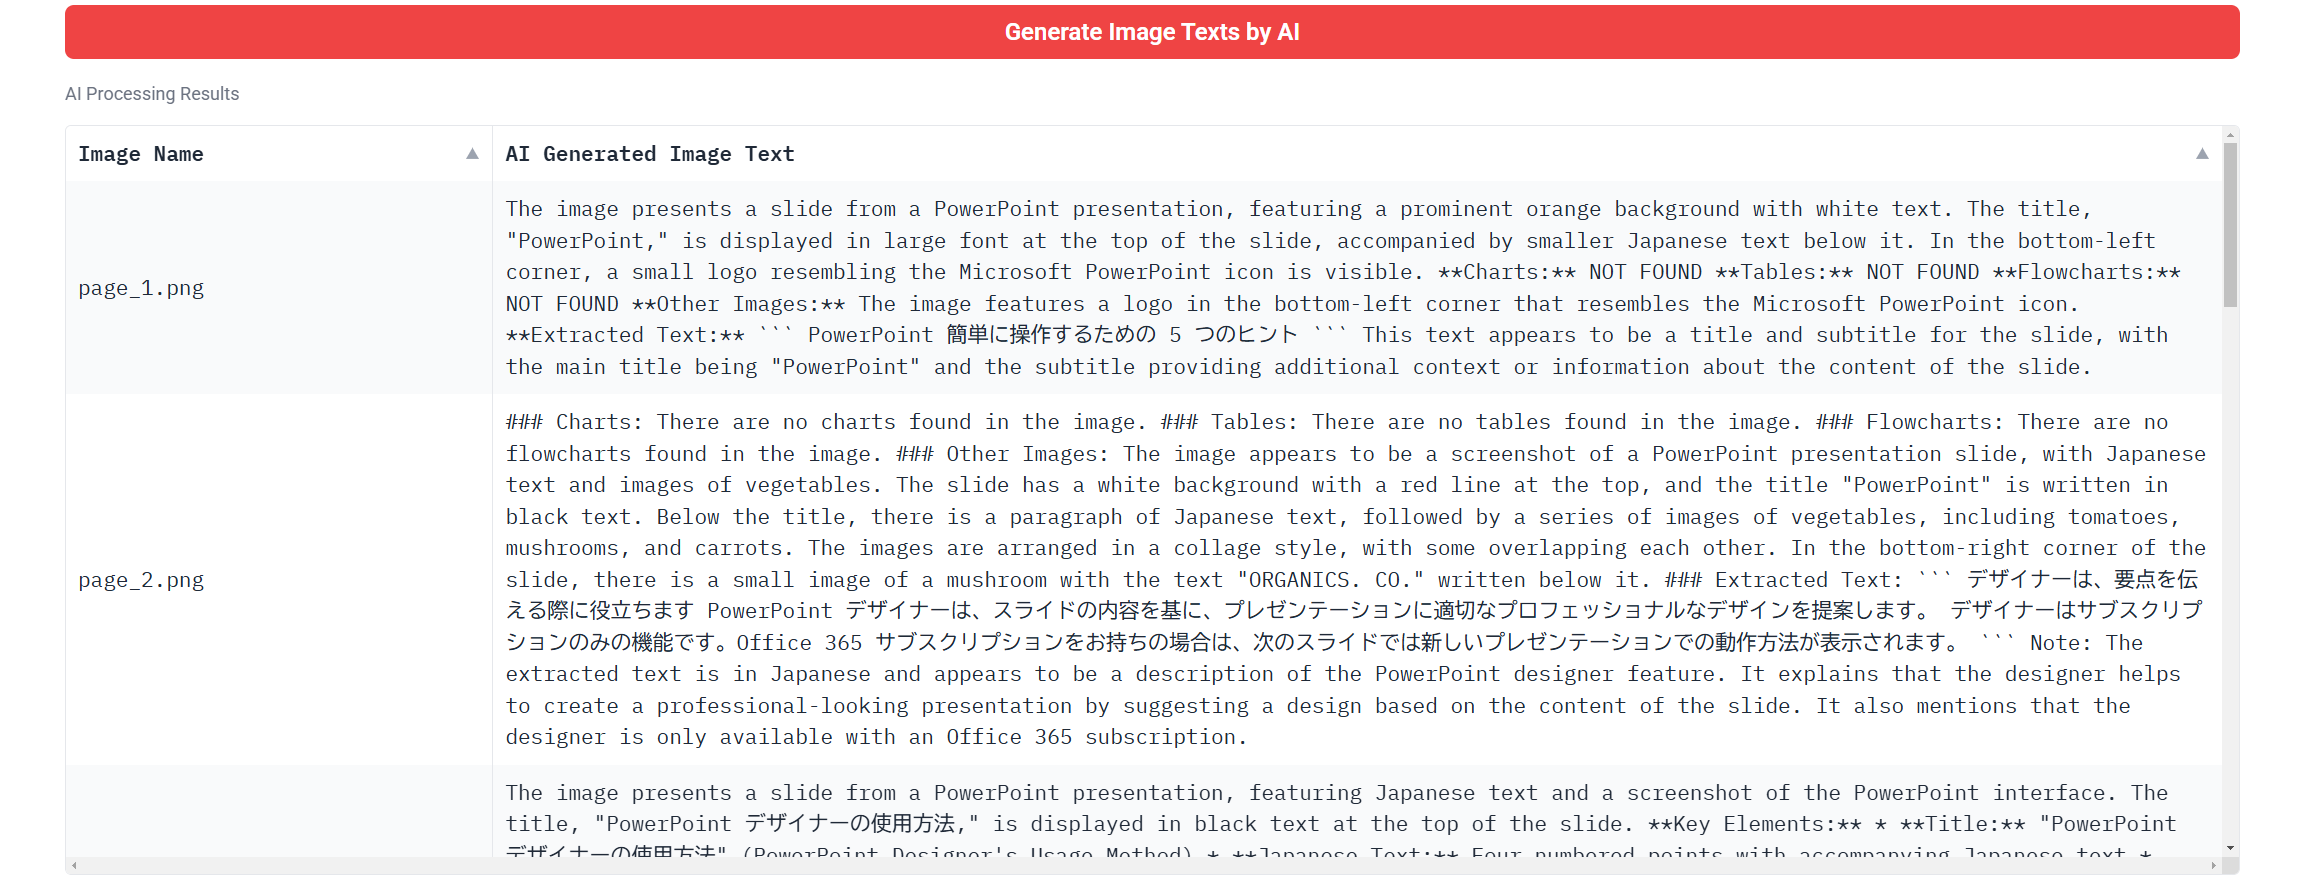 Generate Image Texts by AI
AI Processing Results
Image Name
AI Generated Image Text
page_1.png
The image presents a slide from a PowerPoint presentation, featuring a prominent orange background with white text. The title,
"PowerPoint," is displayed in large font at the top of the slide, accompanied by smaller Japanese text below it. In the bottom-left
corner, a small logo resembling the Microsoft PowerPoint icon is visible. **Charts:** NOT FOUND **Tables:** NOT FOUND **Flowcharts:**
NOT FOUND **Other Images:** The image features a logo in the bottom-left corner that resembles the Microsoft PowerPoint icon.
**Extracted Text:** ``` PowerPoint 簡単に操作するための 5 つのヒント ``` This text appears to be a title and subtitle for the slide, with
the main title being "PowerPoint" and the subtitle providing additional context or information about the content of the slide.
page_2.png
### Charts: There are no charts found in the image. ### Tables: There are no tables found in the image. ### Flowcharts: There are no
flowcharts found in the image. ### Other Images: The image appears to be a screenshot of a PowerPoint presentation slide, with Japanese
text and images of vegetables. The slide has a white background with a red line at the top, and the title "PowerPoint" is written in
black text. Below the title, there is a paragraph of Japanese text, followed by a series of images of vegetables, including tomatoes,
mushrooms, and carrots. The images are arranged in a collage style, with some overlapping each other. In the bottom-right corner of the
slide, there is a small image of a mushroom with the text "ORGANICS. CO." written below it. ### Extracted Text: ``` デザイナーは、要点を伝
える際に役立ちます PowerPoint デザイナーは、スライドの内容を基に、プレゼンテーションに適切なプロフェッショナルなデザインを提案します。 デザイナーはサブスクリプ
ションのみの機能です。Office 365 サブスクリプションをお持ちの場合は、次のスライドでは新しいプレゼンテーションでの動作方法が表示されます。 ``` Note: The
extracted text is in Japanese and appears to be a description of the PowerPoint designer feature. It explains that the designer helps
to create a professional-looking presentation by suggesting a design based on the content of the slide. It also mentions that the
designer is only available with an Office 365 subscription.
The image presents a slide from a PowerPoint presentation, featuring Japanese text and a screenshot of the PowerPoint interface. The
title, "PowerPoint デザイナーの使用方法," is displayed in black text at the top of the slide. **Key Elements:** * **Title:** "PowerPoint
デザイナーの使用方法" (PowerPoint Designer's Usage Method) * **Japanese Text:** Four numbered points with accompanying Japanese text *